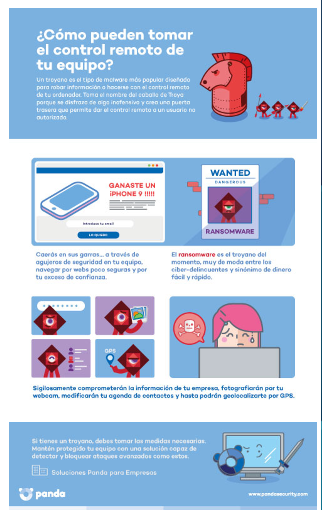 ¿Cómo pueden tomar
el control remoto de
tu equipo?
Un troyano es el tipo de malware más popular diseñado
para robar información o hacerse con el control remoto
de tu ordenador. Toma el nombre del caballo de Troya
porque se disfraza de algo inofensivo y crea una puerta
trasera que permite dar el control remoto a un usuario no
autorizado.
GANASTE UN
iPHONE 9 !!!!!
Introduce tu email
¡LO QUIERO!
WANTED
DANGEROUS
RANSOMWARE
Caerás en sus garras... a través de
agujeros de seguridad en tu equipo,
navegar por webs poco seguras y por
tu exceso de confianza.
El ransomware es el troyano del
momento, muy de moda entre los
ciber-delincuentes y sinónimo de dinero
fácil y rápido.
GPS
Sigilosamente comprometerán la información de tu empresa, fotografiarán por tu
webcam, modificarán tu agenda de contactos y hasta podrán geolocalizarte por GPS.
Si tienes un troyano, debes tomar las medidas necesarias.
Mantén protegido tu equipo con una solución capaz de
detectar y bloquear ataques avanzados como estos.
Soluciones Panda para Empresas
panda
www.pandasecurity.com